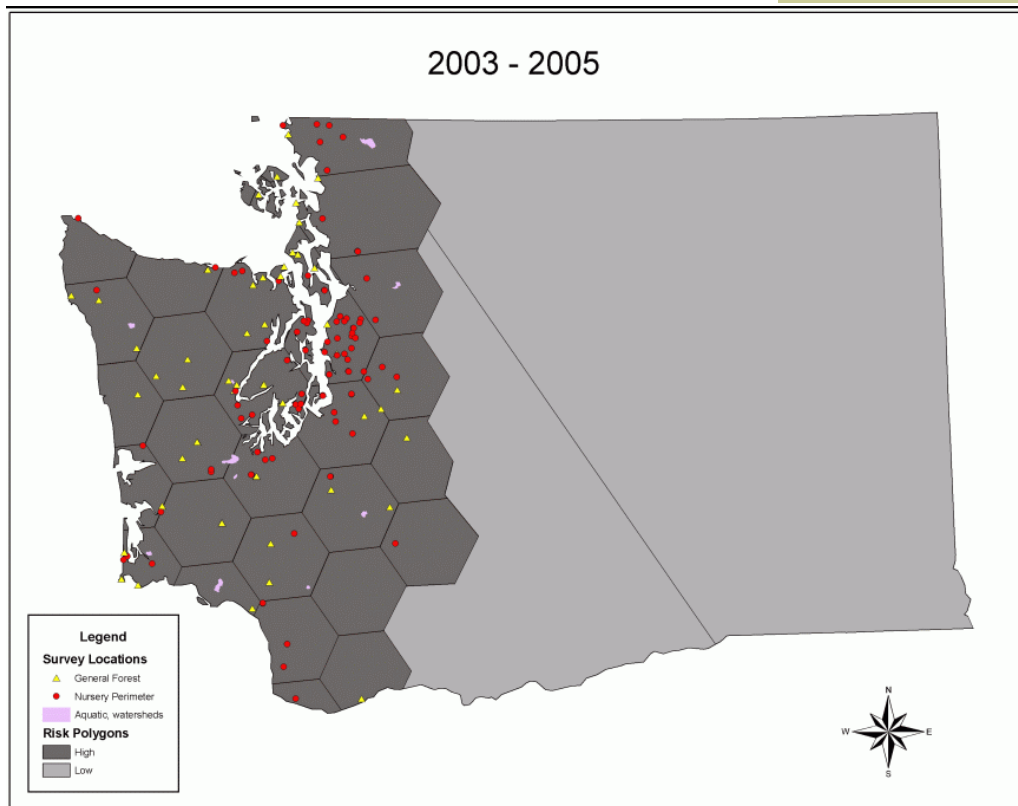 2003 - 2005
Legend
Survey Locations
General Forest
Nursery Perimeter
Aquatic, watersheds
Risk Polygons
High
Low
N
W E
S